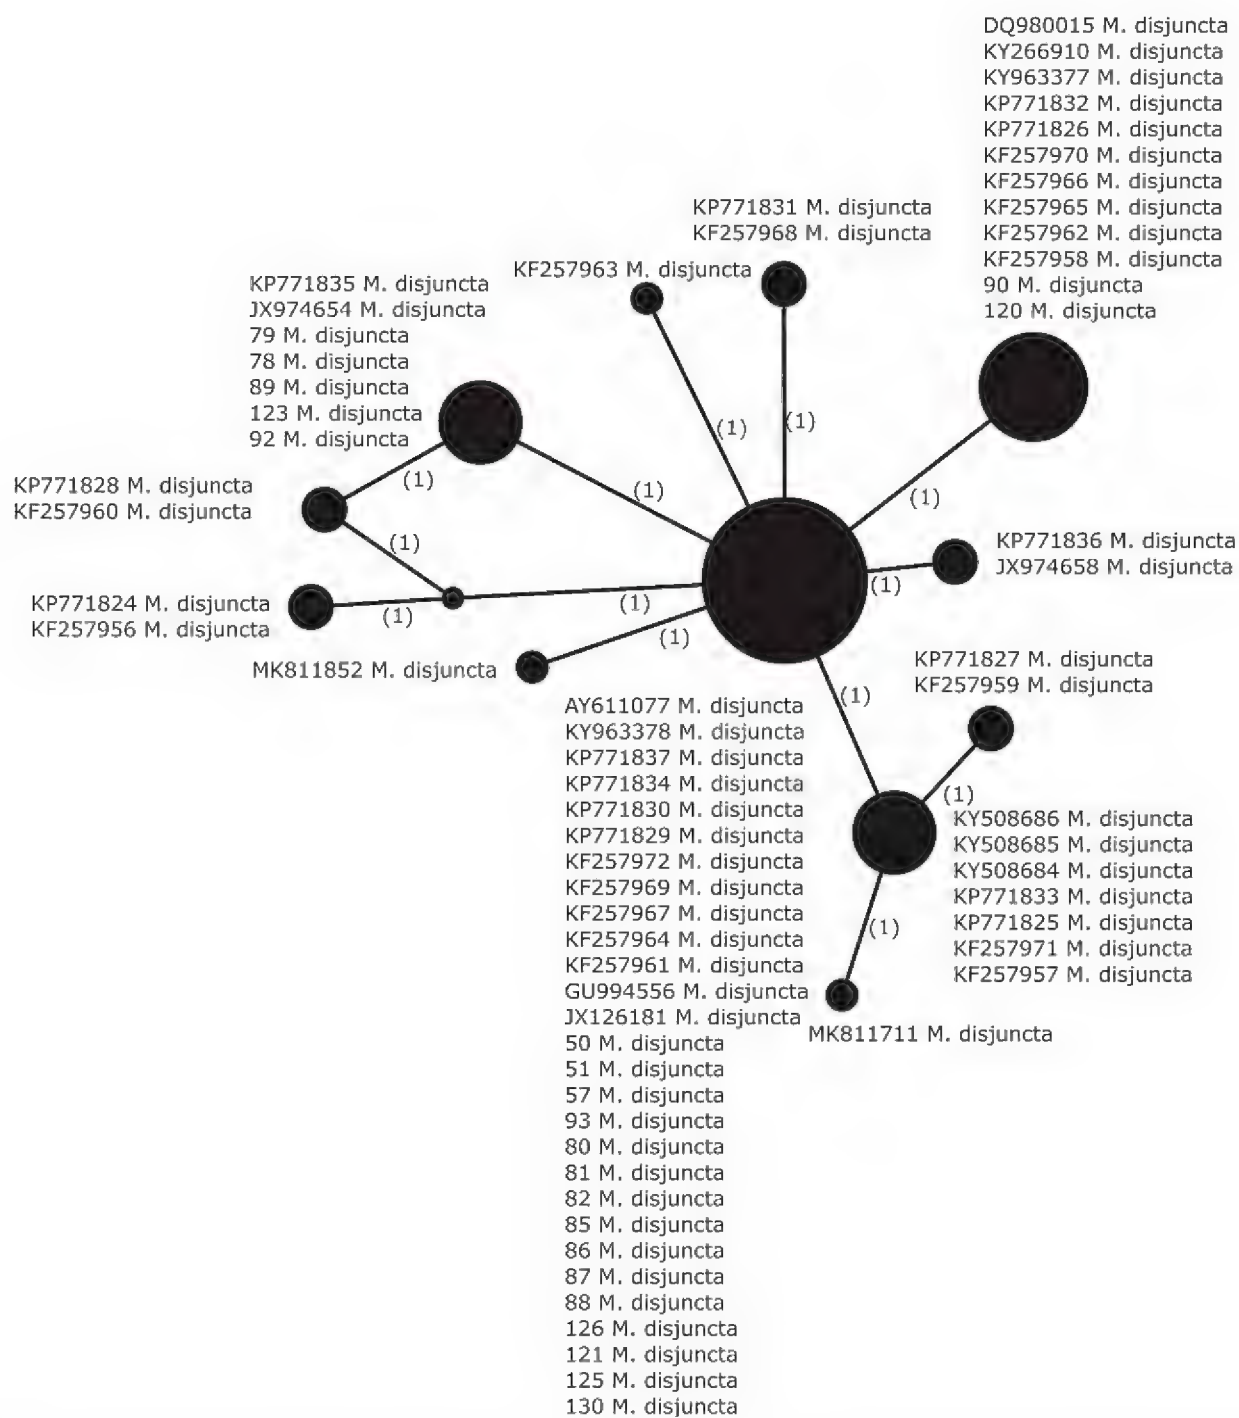 DQ980015 M. disjuncta
KY266910 M. disjuncta
KY963377 M. disjuncta
KP771832 M. disjuncta
KP771826 M. disjuncta
KF257970 M. disjuncta
KF257966 M. disjuncta
KF257965 M. disjuncta
KF257962 M. disjuncta
KF257958 M. disjuncta
90 M. disjuncta
120 M. disjuncta
KP771831 M. disjuncta
KF257968 M. disjuncta
KF257963 M. disjuncta
KP771835 M. disjuncta
JX974654 M. disjuncta
79 M. disjuncta
78 M. disjuncta
89 M. disjuncta
123 M. disjuncta
92 M. disjuncta
(1)
(1)
(1)
(1)
(1)
KP771828 M. disjuncta
KF257960 M. disjuncta
(1)
KP771836 M. disjuncta
JX974658 M. disjuncta
(1)
KP771824 M. disjuncta
KF257956 M. disjuncta
(1)
(1)
(1)
MK811852 M. disjuncta
KP771827 M. disjuncta
KF257959 M. disjuncta
(1)
(1)
AY611077 M. disjuncta
KY963378 M. disjuncta
KP771837 M. disjuncta
KP771834 M. disjuncta
KP771830 M. disjuncta
KP771829 M. disjuncta
KF257972 M. disjuncta
KF257969 M. disjuncta
KF257967 M. disjuncta
KF257964 M. disjuncta
KF257961 M. disjuncta
GU994556 M. disjuncta
JX126181 M. disjuncta
50 M. disjuncta
51 M. disjuncta
57 M. disjuncta
93 M. disjuncta
80 M. disjuncta
81 M. disjuncta
82 M. disjuncta
85 M. disjuncta
86 M. disjuncta
87 M. disjuncta
88 M. disjuncta
126 M. disjuncta
121 M. disjuncta
125 M. disjuncta
130 M. disjuncta
KY508686 M. disjuncta
KY508685 M. disjuncta
KY508684 M. disjuncta
KP771833 M. disjuncta
KP771825 M. disjuncta
KF257971 M. disjuncta
KF257957 M. disjuncta
(1)
MK811711 M. disjuncta